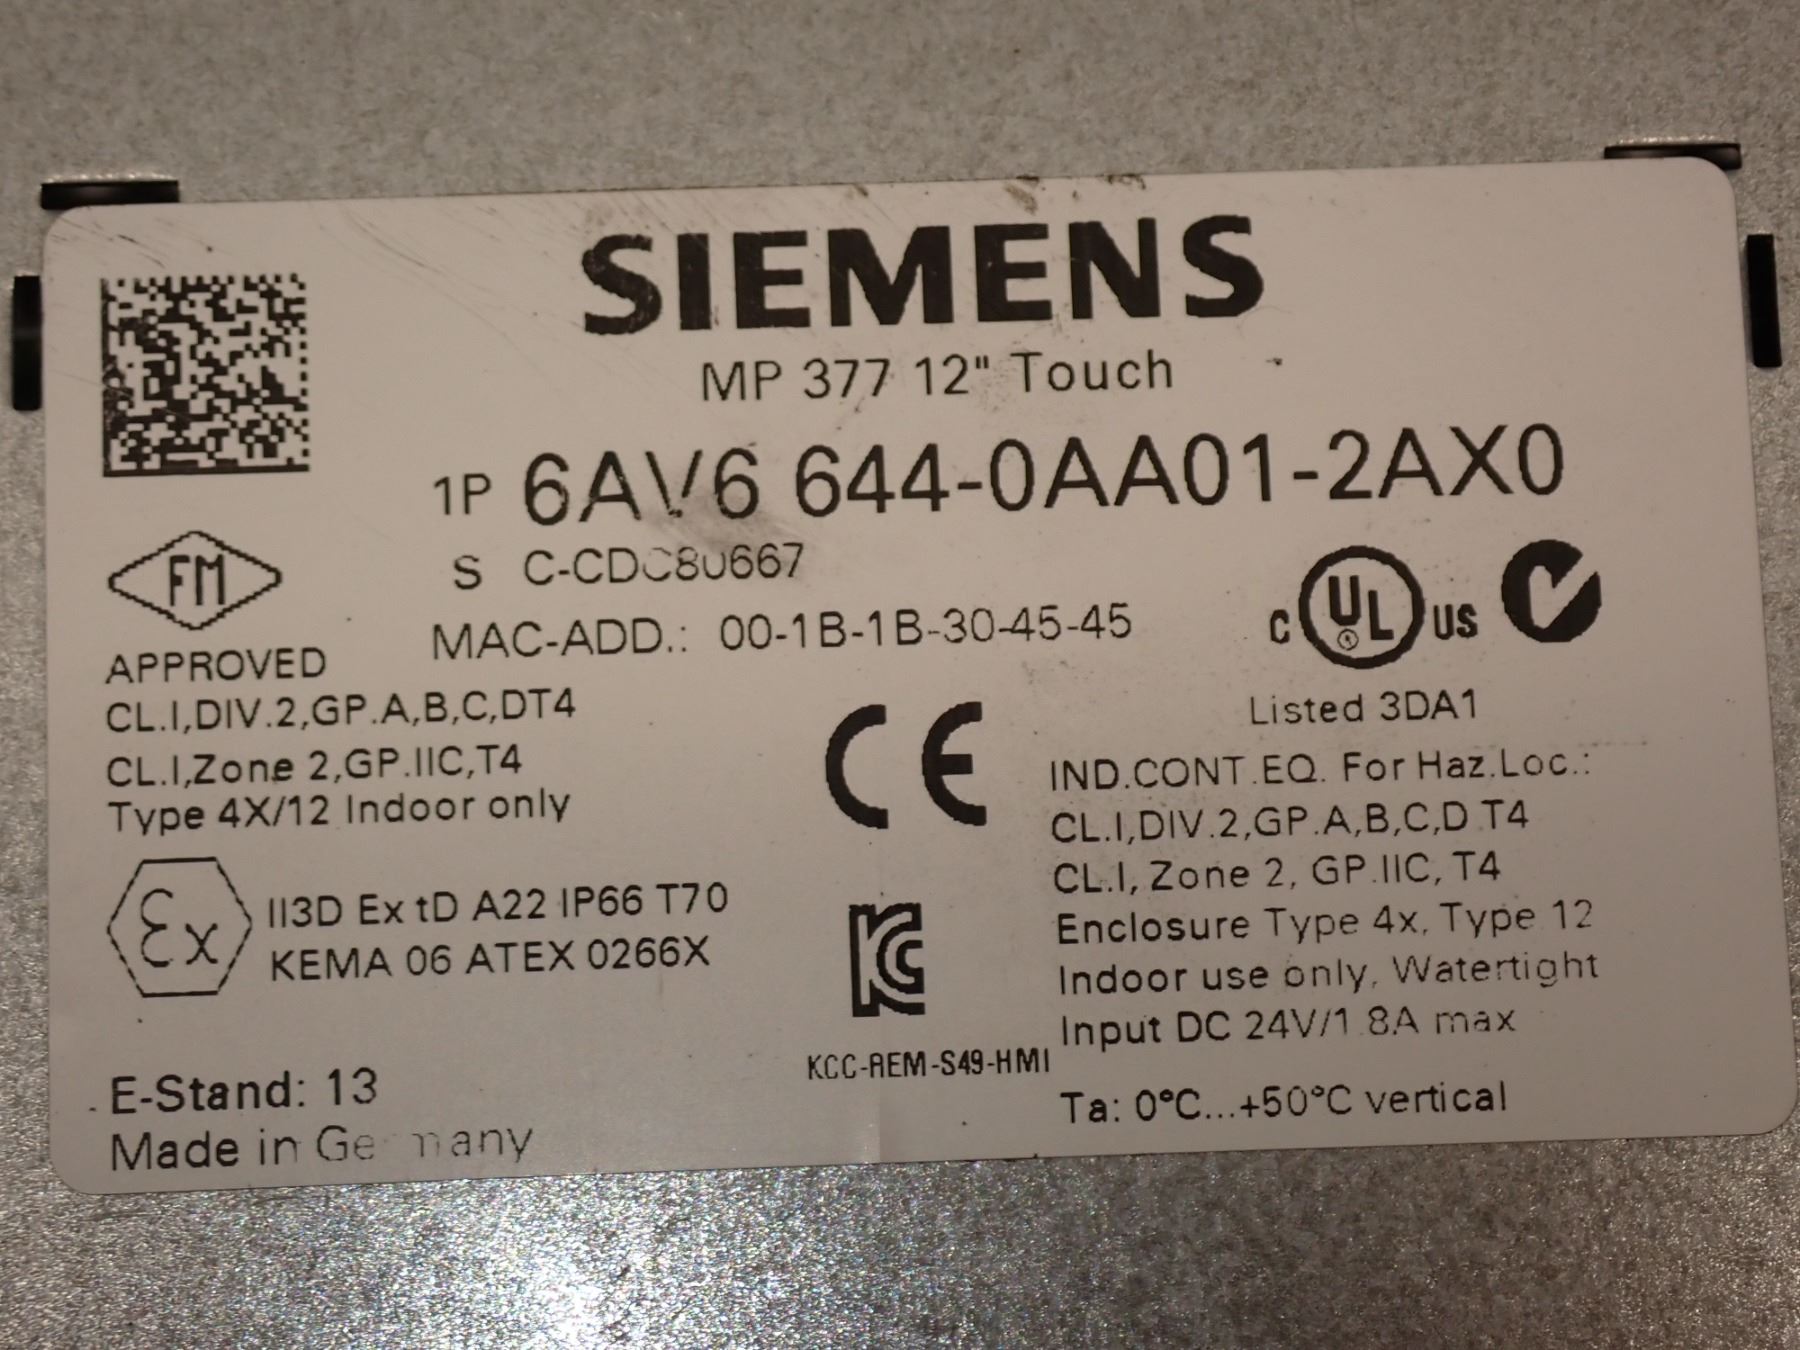 SIEMENS
MP 377 12" Touch
1P 6AV6 644-0AA01-2AX0
S C-CDC80667
MAC-ADD.: 00-1B-1B-30-45-45
FM
APPROVED
CL.I,DIV.2,GP.A,B,C,DT4
CL.I,Zone 2,GP.IIC,T4
Type 4X/12 Indoor only
Ex
II3D Ex tD A22 IP66 T70
KEMA 06 ATEX 0266X
E-Stand: 13
Made in Germany
CE
KC
KCC-REM-S49-HMI
C UL US
Listed 3DA1
IND.CONT.EQ. For Haz.Loc.:
CL.I,DIV.2,GP.A,B,C,D T4
CL.I, Zone 2, GP.IIC, T4
Enclosure Type 4x, Type 12
Indoor use only, Watertight
Input DC 24V/1.8A max
Ta: 0°C...+50°C vertical